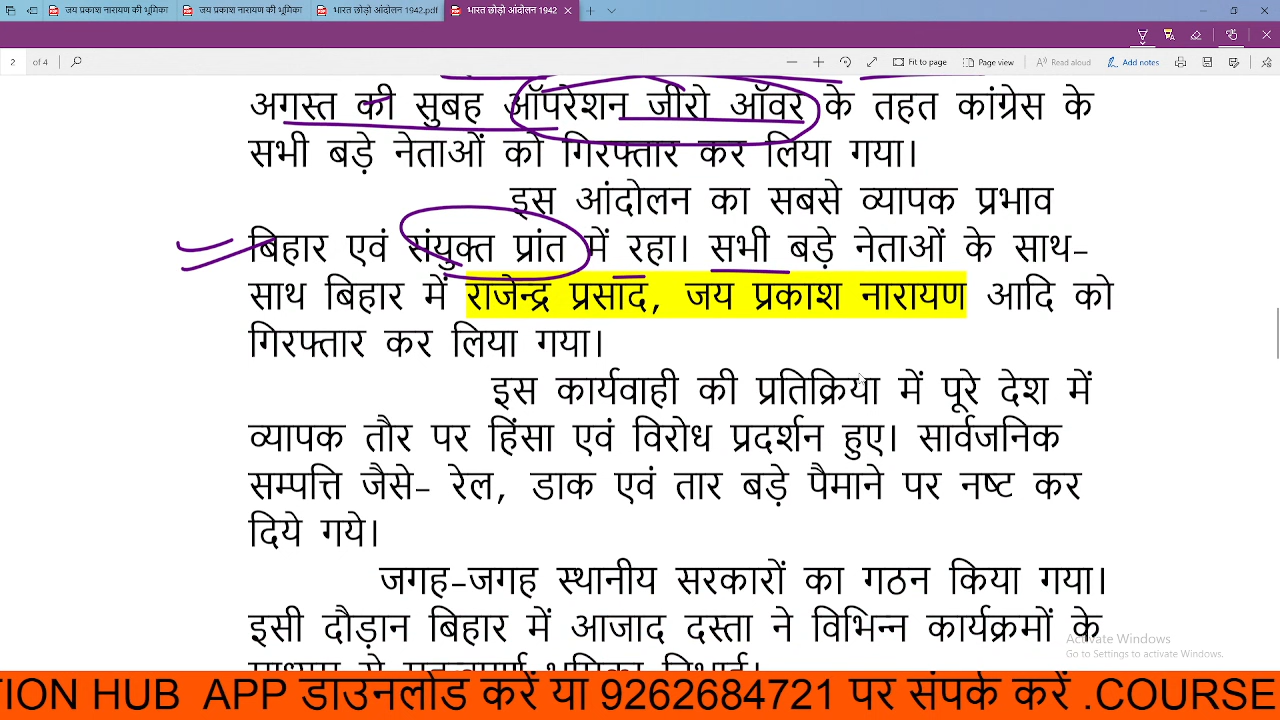 जय प्रकाश नारायण की भूमिका
जय प्रकाश नारायण की भूमिका
भारत छोड़ो आंदोलन 1942.pdf
भारत छोड़ो आंदोलन 1942
2 of 4
Fit to page
Page view
Read aloud
Add notes
अगस्त की सुबह ऑपरेशन जीरो ऑवर के तहत कांग्रेस के
सभी बड़े नेताओं को गिरफ्तार कर लिया गया।
इस आंदोलन का सबसे व्यापक प्रभाव
बिहार एवं संयुक्त प्रांत में रहा। सभी बड़े नेताओं के साथ-
साथ बिहार में राजेन्द्र प्रसाद, जय प्रकाश नारायण आदि को
गिरफ्तार कर लिया गया।
इस कार्यवाही की प्रतिक्रिया में पूरे देश में
व्यापक तौर पर हिंसा एवं विरोध प्रदर्शन हुए। सार्वजनिक
सम्पत्ति जैसे- रेल, डाक एवं तार बड़े पैमाने पर नष्ट कर
दिये गये।
जगह-जगह स्थानीय सरकारों का गठन किया गया।
इसी दौड़ान बिहार में आजाद दस्ता ने विभिन्न कार्यक्रमों के
Activate Windows
Go to Settings to activate Windows.
TION HUB APP डाउनलोड करें या 9262684721 पर संपर्क करें .COURSE